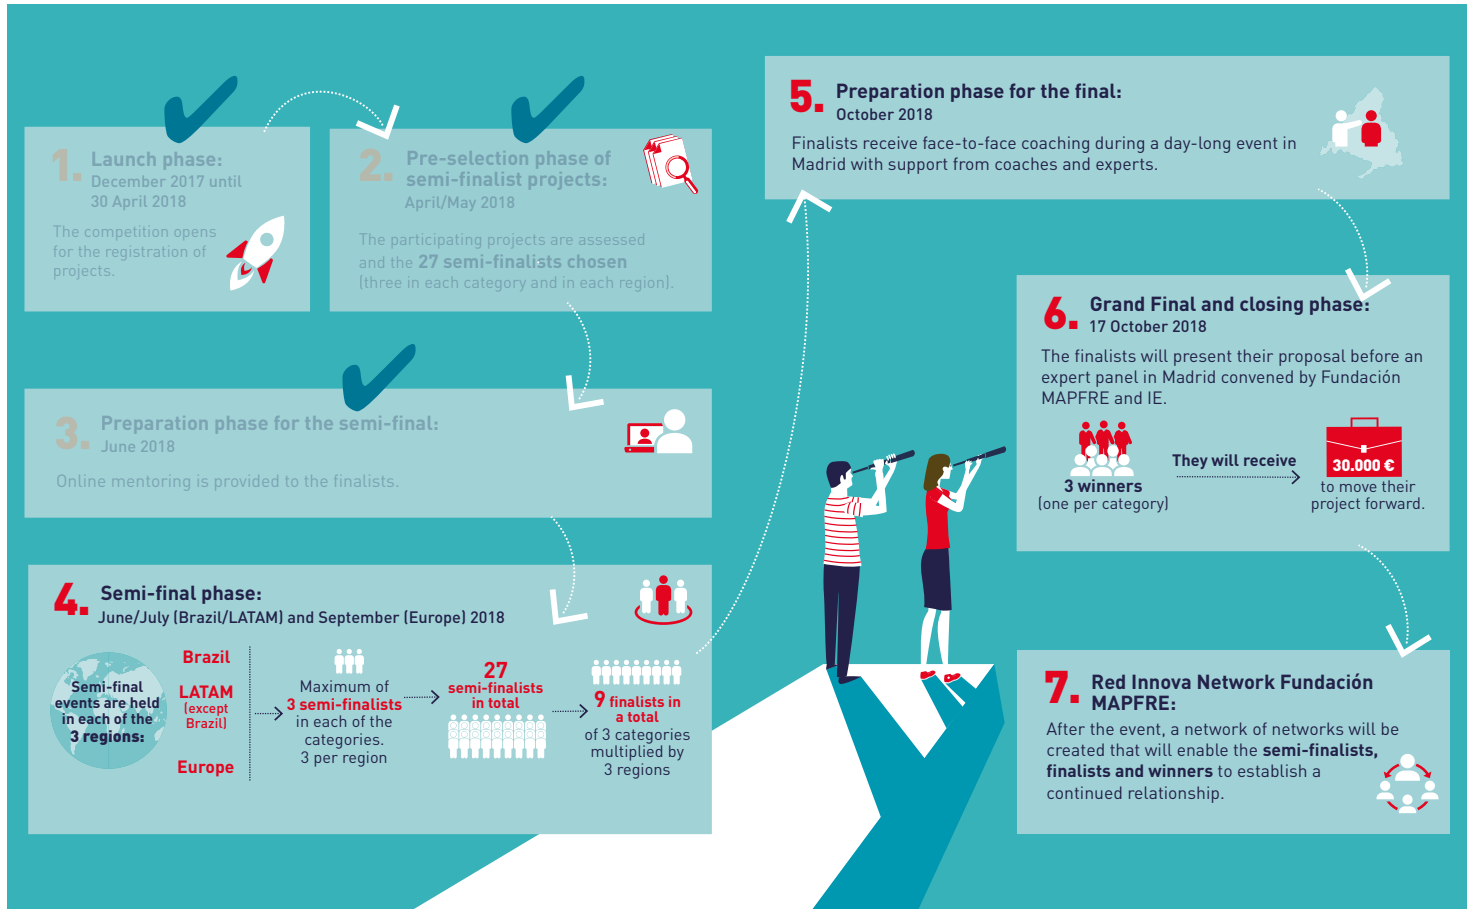 1. Launch phase:
December 2017 until
30 April 2018
The competition opens
for the registration of
projects.
2. Pre-selection phase of
semi-finalist projects:
April/May 2018
The participating projects are assessed
and the 27 semi-finalists chosen
(three in each category and in each region).
3. Preparation phase for the semi-final:
June 2018
Online mentoring is provided to the finalists.
4. Semi-final phase:
June/July (Brazil/LATAM) and September (Europe) 2018
Semi-final
events are held
in each of the
3 regions:
Brazil
LATAM
(except
Brazil)
Europe
Maximum of
3 semi-finalists
in each of the
categories.
3 per region
27
semi-finalists
in total
9 finalists in
a total
of 3 categories
multiplied by
3 regions
5. Preparation phase for the final:
October 2018
Finalists receive face-to-face coaching during a day-long event in
Madrid with support from coaches and experts.
6. Grand Final and closing phase:
17 October 2018
The finalists will present their proposal before an
expert panel in Madrid convened by Fundación
MAPFRE and IE.
3 winners
(one per category)
They will receive
30.000 €
to move their
project forward.
7. Red Innova Network Fundación
MAPFRE:
After the event, a network of networks will be
created that will enable the semi-finalists,
finalists and winners to establish a
continued relationship.